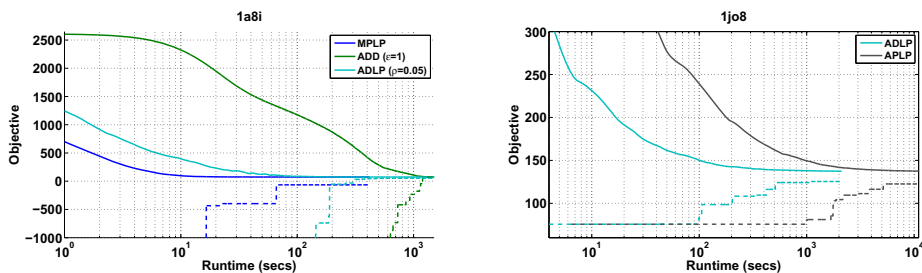 1a8i
2500
2000
1500
1000
500
0
−500
−1000
Objective
MPLP
ADD (ε=1)
ADLP (ρ=0.05)
10^0
10^1
10^2
10^3
Runtime (secs)
1jo8
300
250
200
150
100
Objective
ADLP
APLP
10^1
10^2
10^3
10^4
Runtime (secs)